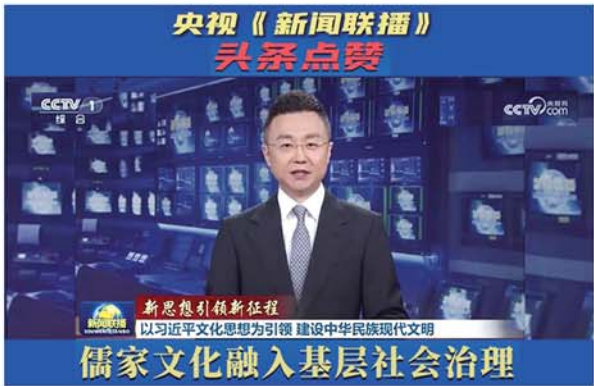 央视《新闻联播》
头条点赞
CCTV-1
综合
央视网
CCTV.com
新思想引领新征程
新闻联播
以习近平文化思想为引领 建设中华民族现代文明
儒家文化融入基层社会治理